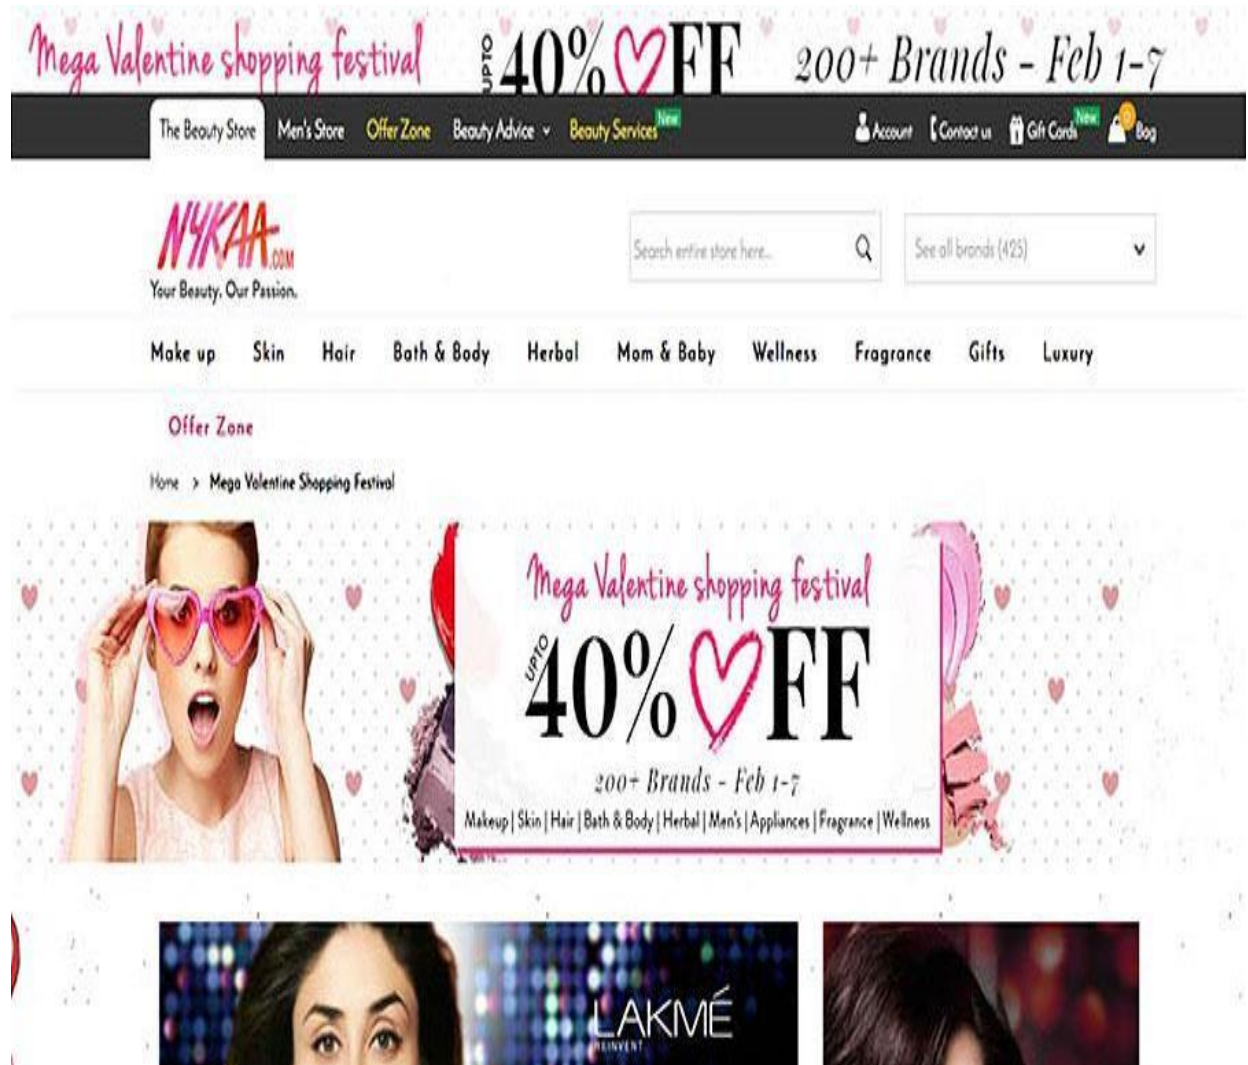 Mega Valentine shopping festival UPTO 40% OFF 200+ Brands - Feb 1-7
The Beauty Store Men's Store Offer Zone Beauty Advice Beauty Services New Account Contact us Gift Cards New 0 Bag
NYKAA.COM
Your Beauty. Our Passion.
Search entire store here... See all brands (425)
Make up Skin Hair Bath & Body Herbal Mom & Baby Wellness Fragrance Gifts Luxury
Offer Zone
Home > Mega Valentine Shopping Festival
Mega Valentine shopping festival
UPTO 40% OFF
200+ Brands - Feb 1-7
Makeup | Skin | Hair | Bath & Body | Herbal | Men's | Appliances | Fragrance | Wellness
LAKMÉ
REINVENT